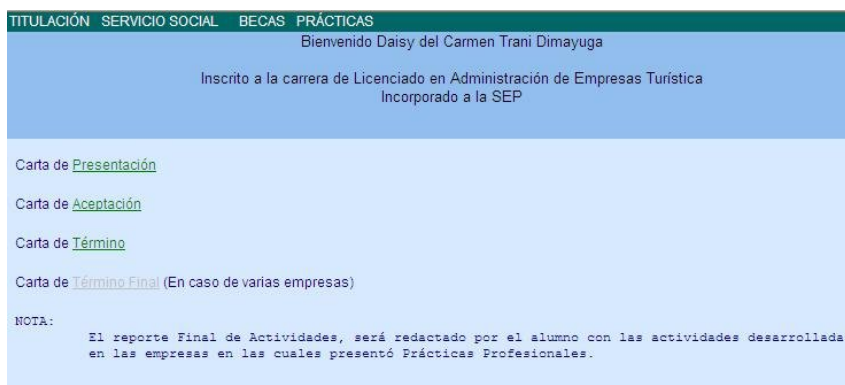 TITULACIÓN SERVICIO SOCIAL BECAS PRÁCTICAS
Bienvenido Daisy del Carmen Trani Dimayuga
Inscrito a la carrera de Licenciado en Administración de Empresas Turística
Incorporado a la SEP
Carta de Presentación
Carta de Aceptación
Carta de Término
Carta de Término Final (En caso de varias empresas)
NOTA:
El reporte Final de Actividades, será redactado por el alumno con las actividades desarrollada
en las empresas en las cuales presentó Prácticas Profesionales.